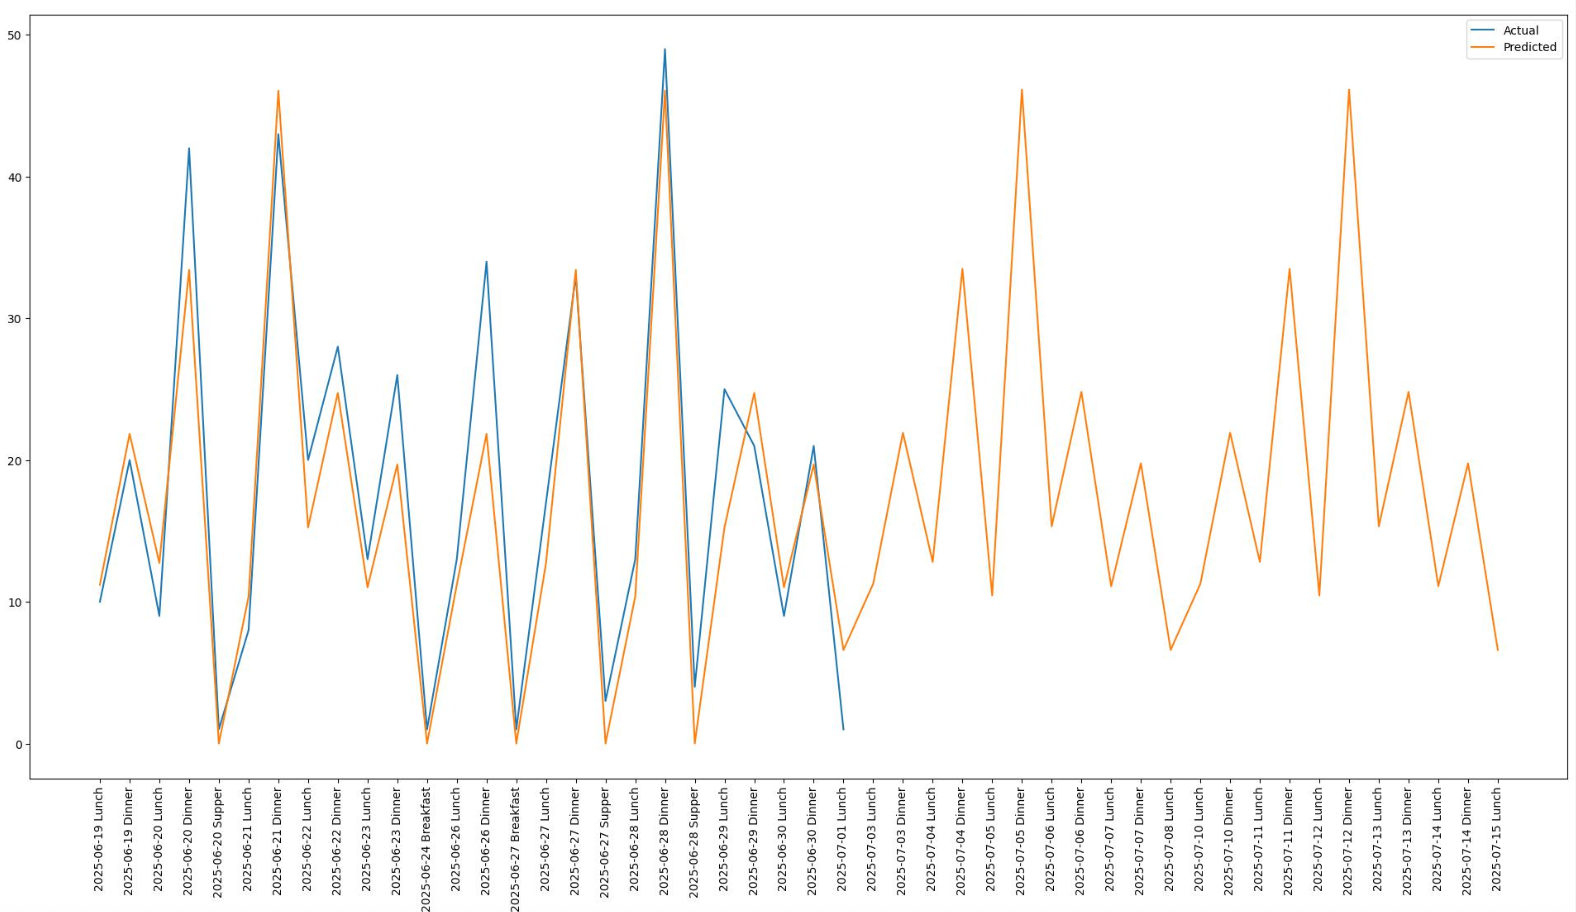 50
40
30
20
10
0
Actual
Predicted
2025-06-19 Lunch
2025-06-19 Dinner
2025-06-20 Lunch
2025-06-20 Dinner
2025-06-20 Supper
2025-06-21 Lunch
2025-06-21 Dinner
2025-06-22 Lunch
2025-06-22 Dinner
2025-06-23 Lunch
2025-06-23 Dinner
2025-06-24 Breakfast
2025-06-26 Lunch
2025-06-26 Dinner
2025-06-27 Breakfast
2025-06-27 Lunch
2025-06-27 Dinner
2025-06-27 Supper
2025-06-28 Lunch
2025-06-28 Dinner
2025-06-28 Supper
2025-06-29 Lunch
2025-06-29 Dinner
2025-06-30 Lunch
2025-06-30 Dinner
2025-07-01 Lunch
2025-07-03 Lunch
2025-07-03 Dinner
2025-07-04 Lunch
2025-07-04 Dinner
2025-07-05 Lunch
2025-07-05 Dinner
2025-07-06 Lunch
2025-07-06 Dinner
2025-07-07 Lunch
2025-07-07 Dinner
2025-07-08 Lunch
2025-07-10 Lunch
2025-07-10 Dinner
2025-07-11 Lunch
2025-07-11 Dinner
2025-07-12 Lunch
2025-07-12 Dinner
2025-07-13 Lunch
2025-07-13 Dinner
2025-07-14 Lunch
2025-07-14 Dinner
2025-07-15 Lunch